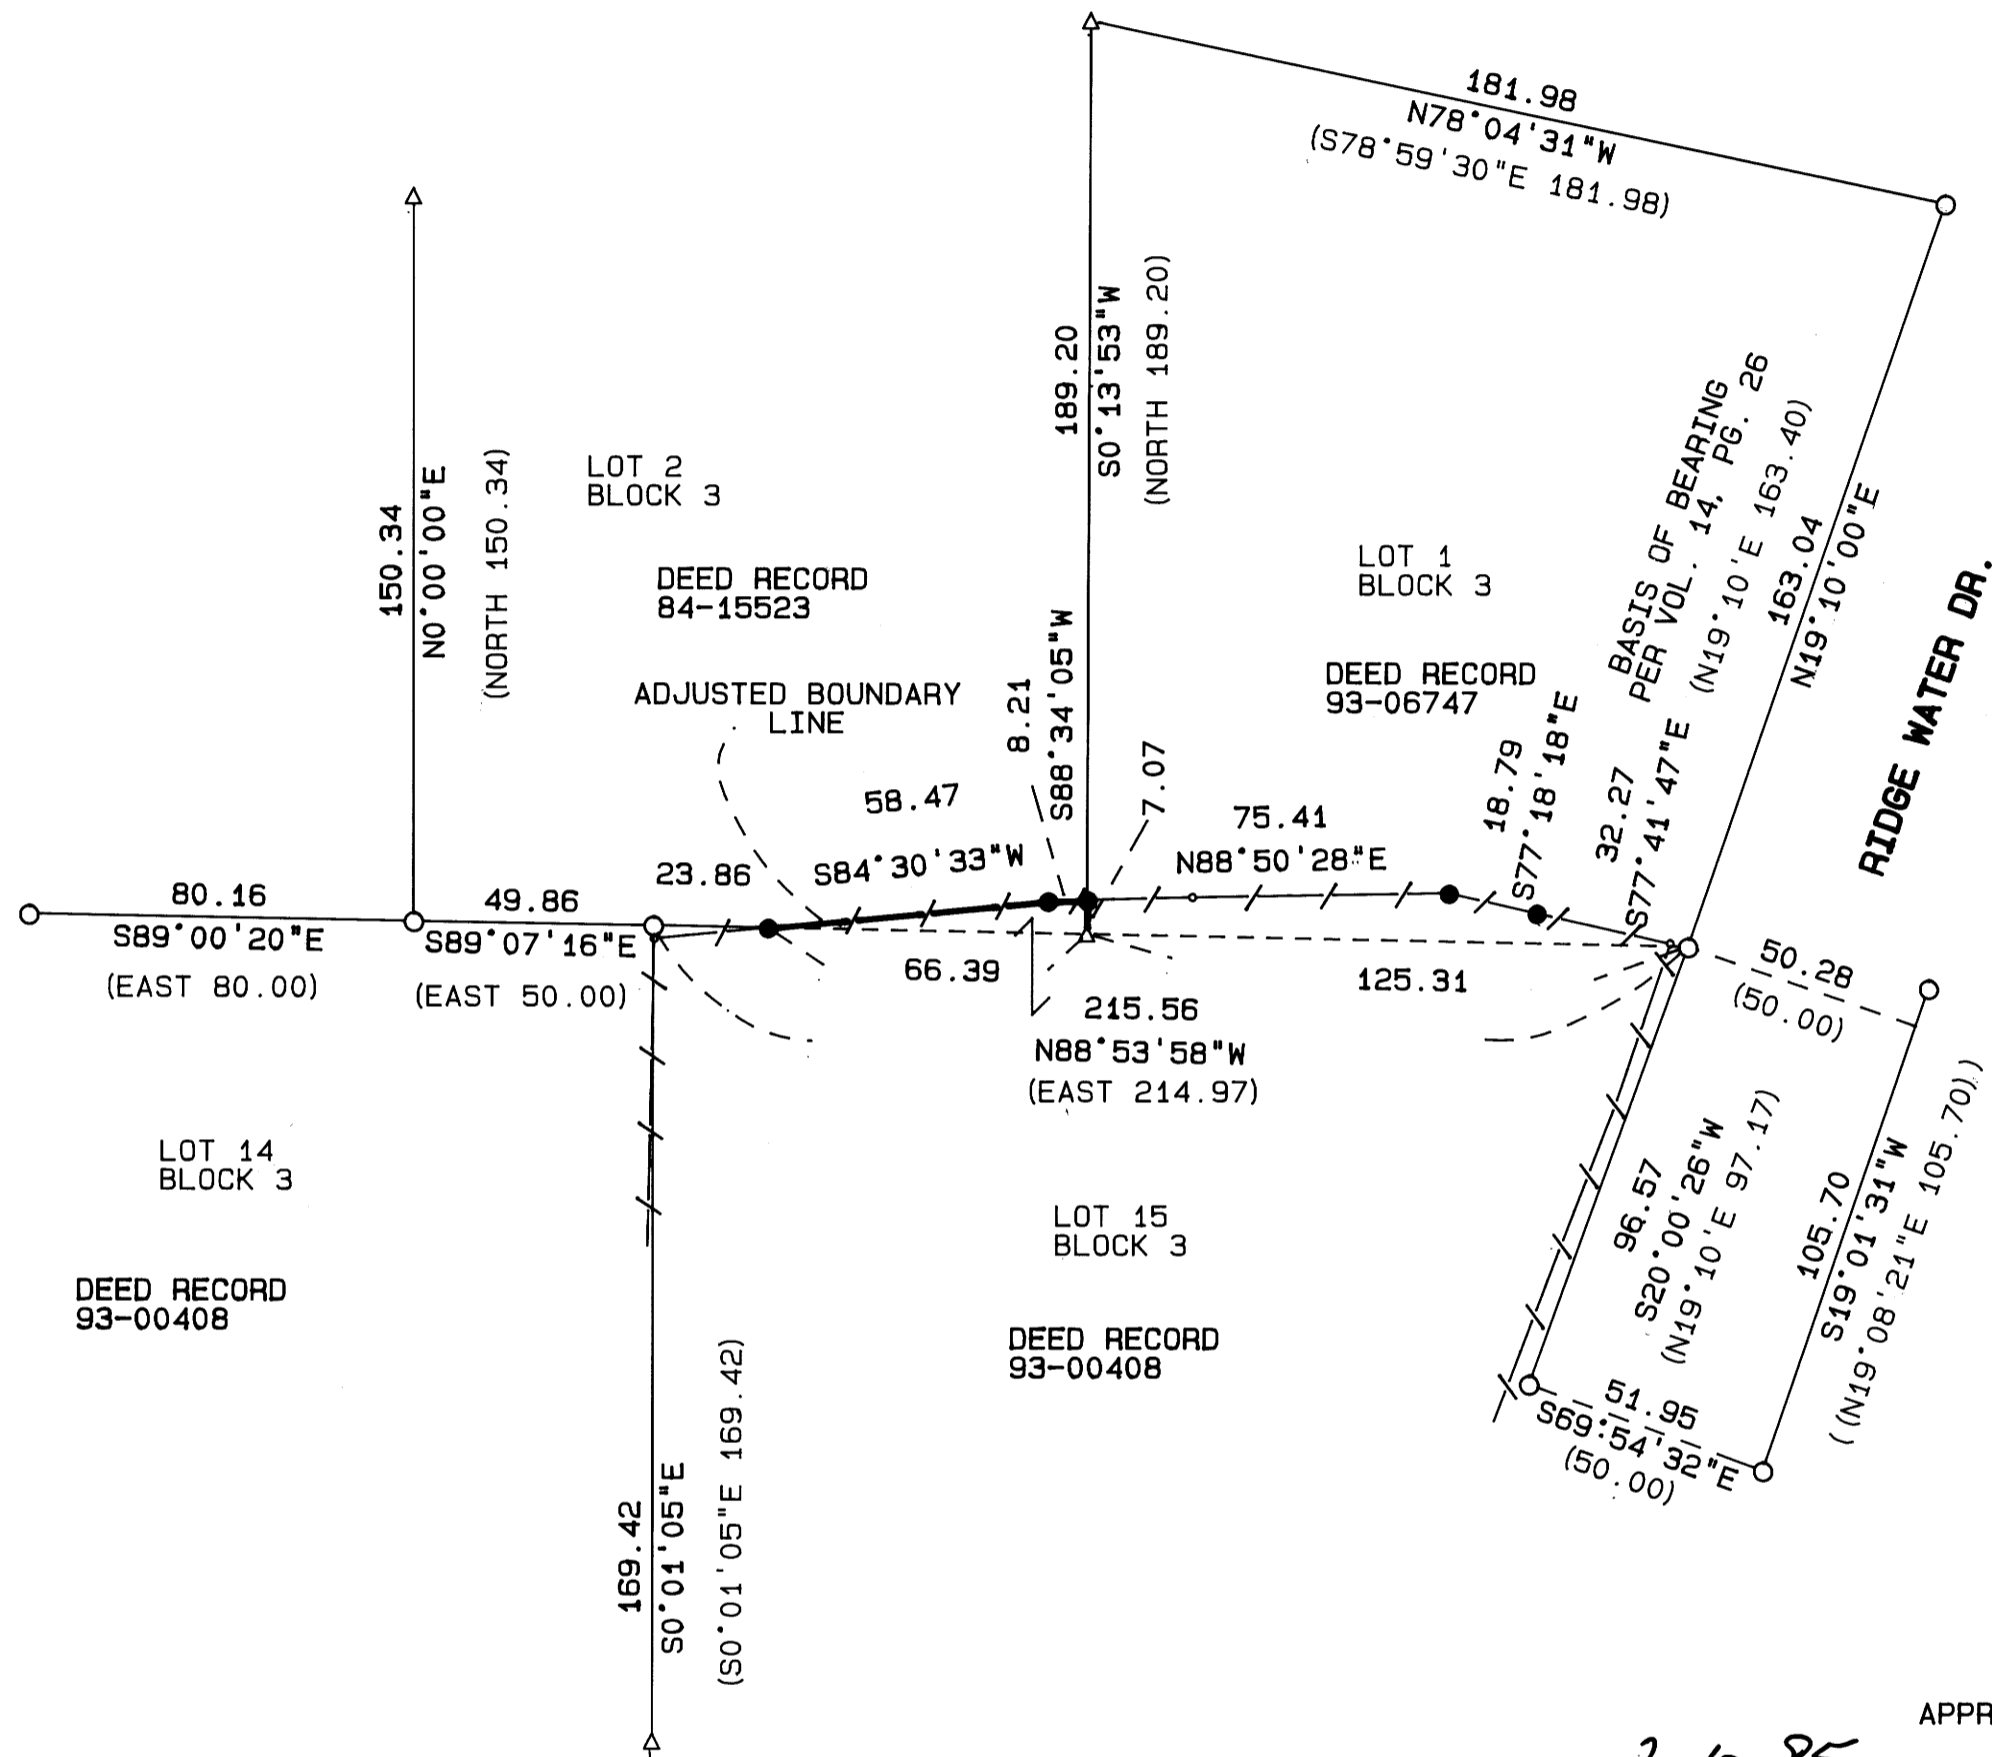 181.98
N78°04'31"W
(S78°59'30"E 181.98)
189.20
S0°13'53"W
(NORTH 189.20)
150.34
N0°00'00"E
(NORTH 150.34)
LOT 2
BLOCK 3
DEED RECORD
84-15523
ADJUSTED BOUNDARY
LINE
LOT 1
BLOCK 3
DEED RECORD
93-06747
BASIS OF BEARING
PER VOL. 14, PG. 26
(N19°10'E 163.40)
163.04
N19°10'00"E
RIDGE WATER DR.
8.21
S88°34'05"W
7.07
58.47
S84°30'33"W
23.86
75.41
N88°50'28"E
18.79
S77°18'18"E
32.27
S77°41'47"E
80.16
S89°00'20"E
(EAST 80.00)
49.86
S89°07'16"E
(EAST 50.00)
66.39
125.31
215.56
N88°53'58"W
(EAST 214.97)
50.28
(50.00)
LOT 14
BLOCK 3
DEED RECORD
93-00408
LOT 15
BLOCK 3
DEED RECORD
93-00408
96.57
S20°00'26"W
(N19°10'E 97.17)
105.70
S19°01'31"W
((N19°08'21"E 105.70))
51.95
S69°54'32"E
(50.00)
169.42
S0°01'05"E
(S0°01'05"E 169.42)
APPR